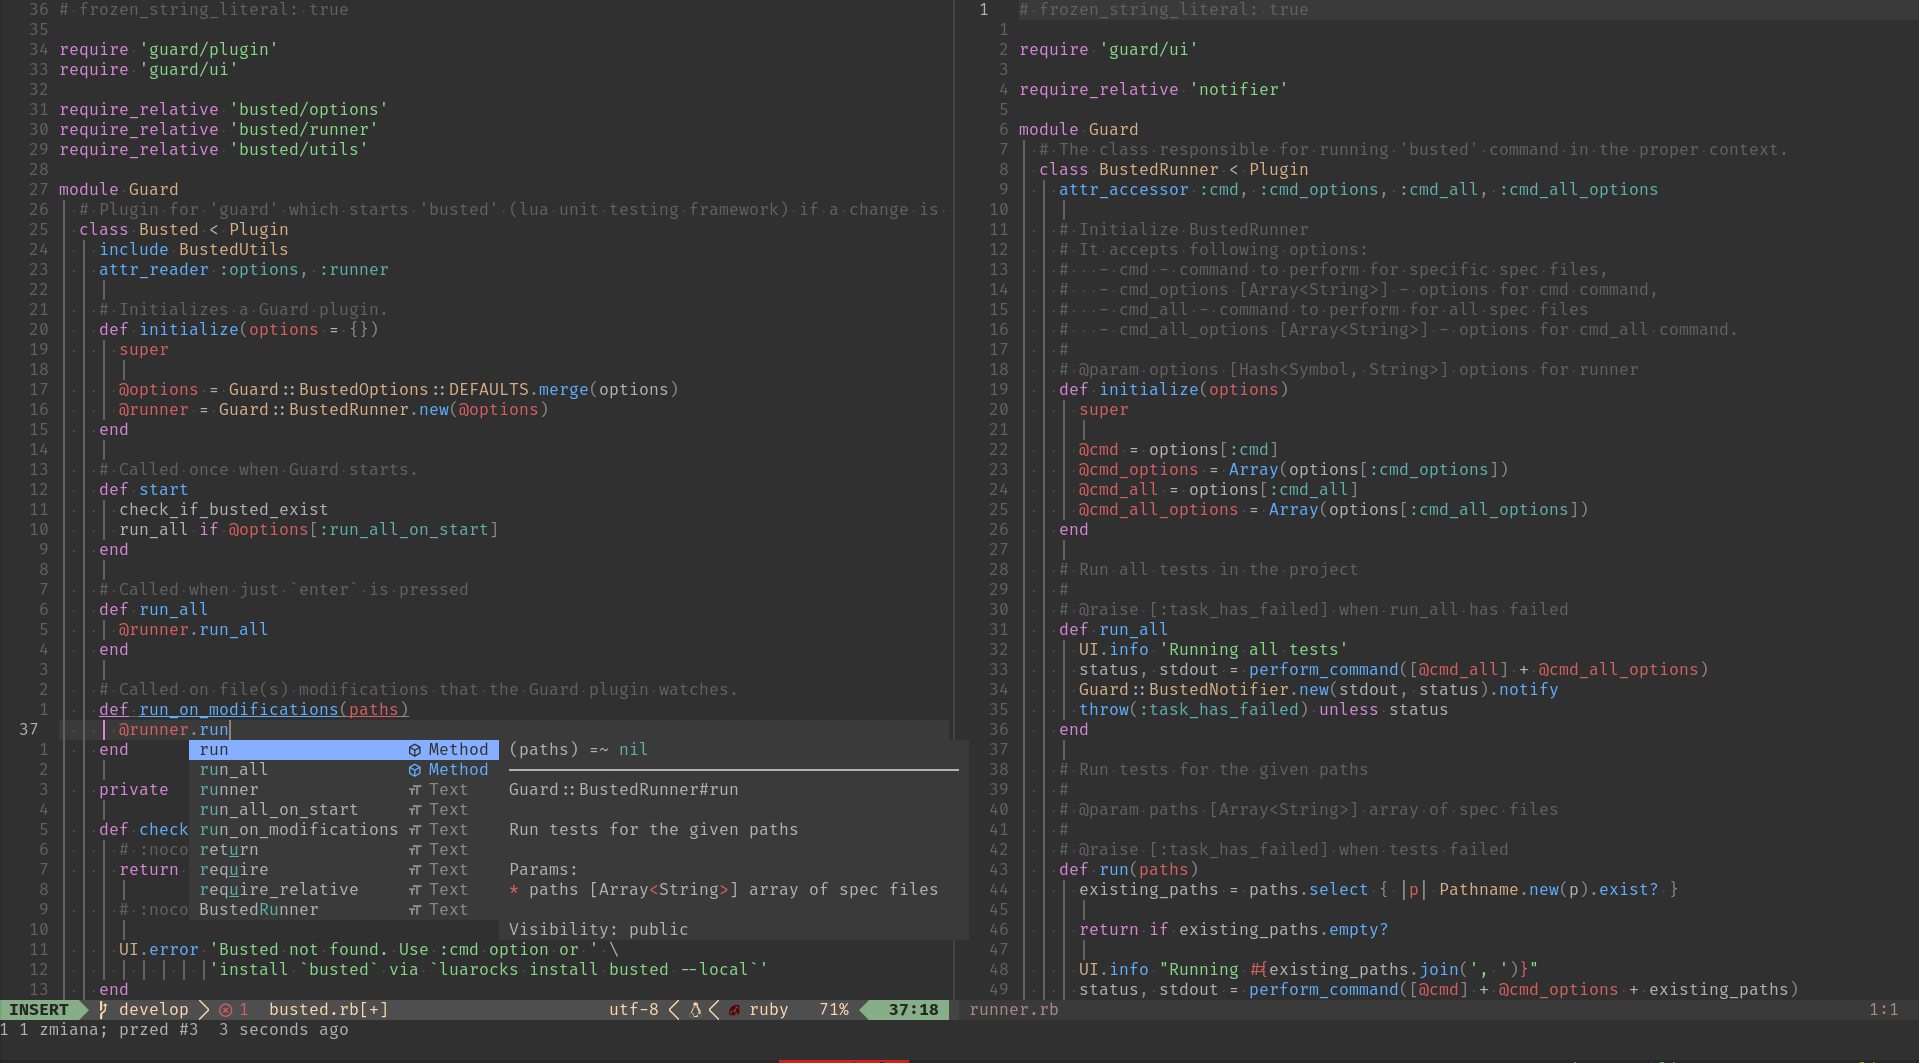 36 # frozen_string_literal: true
35
34 require 'guard/plugin'
33 require 'guard/ui'
32
31 require_relative 'busted/options'
30 require_relative 'busted/runner'
29 require_relative 'busted/utils'
28
27 module Guard
26 # Plugin for 'guard' which starts 'busted' (lua unit testing framework) if a change is
25 class Busted < Plugin
24 include BustedUtils
23 attr_reader :options, :runner
22
21 # Initializes a Guard plugin.
20 def initialize(options = {})
19 super
18
17 @options = Guard::BustedOptions::DEFAULTS.merge(options)
16 @runner = Guard::BustedRunner.new(@options)
15 end
14
13 # Called once when Guard starts.
12 def start
11 check_if_busted_exist
10 run_all if @options[:run_all_on_start]
9 end
8
7 # Called when just `enter` is pressed
6 def run_all
5 @runner.run_all
4 end
3
2 # Called on file(s) modifications that the Guard plugin watches.
1 def run_on_modifications(paths)
37 @runner.run
1 end
2
3 private
4
5 def check
6 # :noco
7 return
8
9 # :noco
10
11 UI.error 'Busted not found. Use :cmd option or ' \
12 'install `busted` via `luarocks install busted --local`'
13 end
run Method
run_all Method
runner Text
run_all_on_start Text
run_on_modifications Text
return Text
require Text
require_relative Text
BustedRunner Text
(paths) =~ nil
Guard::BustedRunner#run
Run tests for the given paths
Params:
* paths [Array<String>] array of spec files
Visibility: public
INSERT develop 1 busted.rb[+] utf-8 ruby 71% 37:18
1 1 zmiana; przed #3 3 seconds ago
1 # frozen_string_literal: true
1
2 require 'guard/ui'
3
4 require_relative 'notifier'
5
6 module Guard
7 # The class responsible for running 'busted' command in the proper context.
8 class BustedRunner < Plugin
9 attr_accessor :cmd, :cmd_options, :cmd_all, :cmd_all_options
10
11 # Initialize BustedRunner
12 # It accepts following options:
13 # - cmd - command to perform for specific spec files,
14 # - cmd_options [Array<String>] - options for cmd command,
15 # - cmd_all - command to perform for all spec files
16 # - cmd_all_options [Array<String>] - options for cmd_all command.
17 #
18 # @param options [Hash<Symbol, String>] options for runner
19 def initialize(options)
20 super
21
22 @cmd = options[:cmd]
23 @cmd_options = Array(options[:cmd_options])
24 @cmd_all = options[:cmd_all]
25 @cmd_all_options = Array(options[:cmd_all_options])
26 end
27
28 # Run all tests in the project
29 #
30 # @raise [:task_has_failed] when run_all has failed
31 def run_all
32 UI.info 'Running all tests'
33 status, stdout = perform_command([@cmd_all] + @cmd_all_options)
34 Guard::BustedNotifier.new(stdout, status).notify
35 throw(:task_has_failed) unless status
36 end
37
38 # Run tests for the given paths
39 #
40 # @param paths [Array<String>] array of spec files
41 #
42 # @raise [:task_has_failed] when tests failed
43 def run(paths)
44 existing_paths = paths.select { |p| Pathname.new(p).exist? }
45
46 return if existing_paths.empty?
47
48 UI.info "Running #{existing_paths.join(', ')}"
49 status, stdout = perform_command([@cmd] + @cmd_options + existing_paths)
runner.rb 1:1